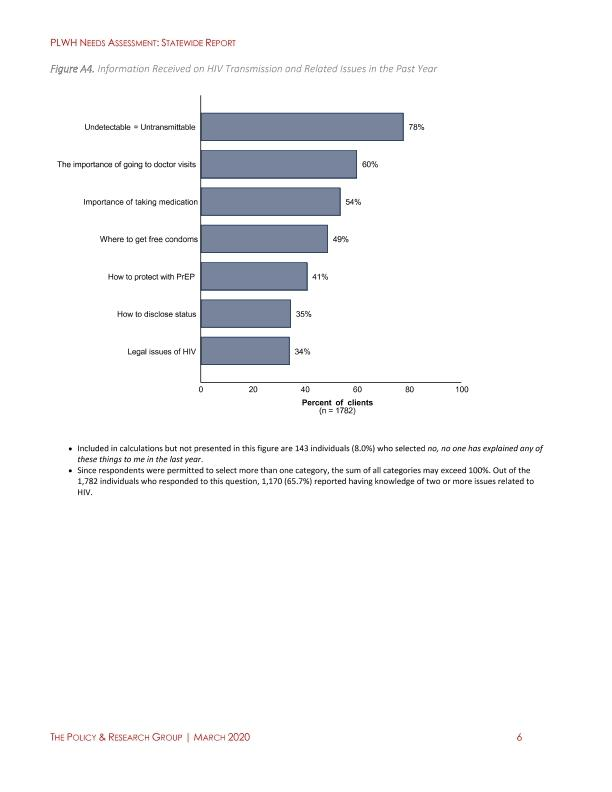 PLWH NEEDS ASSESSMENT: STATEWIDE REPORT
Figure A4. Information Received on HIV Transmission and Related Issues in the Past Year
Undetectable = Untransmittable
78%
The importance of going to doctor visits
60%
Importance of taking medication
54%
Where to get free condoms
49%
How to protect with PrEP
41%
How to disclose status
35%
Legal issues of HIV
34%
0 20 40 60 80 100
Percent of clients
(n = 1782)
• Included in calculations but not presented in this figure are 143 individuals (8.0%) who selected no, no one has explained any of
these things to me in the last year.
• Since respondents were permitted to select more than one category, the sum of all categories may exceed 100%. Out of the
1,782 individuals who responded to this question, 1,170 (65.7%) reported having knowledge of two or more issues related to
HIV.
THE POLICY & RESEARCH GROUP | MARCH 2020 6